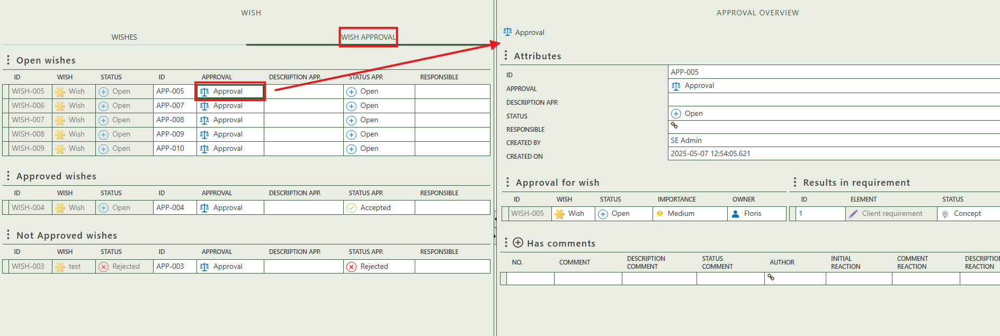 WISH
WISHES
WISH APPROVAL
Open wishes
ID WISH STATUS ID APPROVAL DESCRIPTION APP. STATUS APP. RESPONSIBLE
WISH-005 Wish Open APP-005 Approval Open
WISH-006 Wish Open APP-007 Approval Open
WISH-007 Wish Open APP-008 Approval Open
WISH-008 Wish Open APP-009 Approval Open
WISH-009 Wish Open APP-010 Approval Open
Approved wishes
ID WISH STATUS ID APPROVAL DESCRIPTION APP. STATUS APP. RESPONSIBLE
WISH-004 Wish Open APP-004 Approval Accepted
Not Approved wishes
ID WISH STATUS ID APPROVAL DESCRIPTION APP. STATUS APP. RESPONSIBLE
WISH-003 test Rejected APP-003 Approval Rejected
APPROVAL OVERVIEW
Approval
Attributes
ID APP-005
APPROVAL Approval
DESCRIPTION APP.
STATUS Open
RESPONSIBLE
CREATED BY SE Admin
CREATED ON 2025-05-07 12:54:05.621
Approval for wish
ID WISH STATUS IMPORTANCE OWNER
WISH-005 Wish Open Medium Floris
Results in requirement
ID ELEMENT STATUS
1 Client requirement Concept
Has comments
NO. COMMENT DESCRIPTION COMMENT STATUS COMMENT AUTHOR INITIAL REACTION COMMENT REACTION DESCRIPTION REACTION